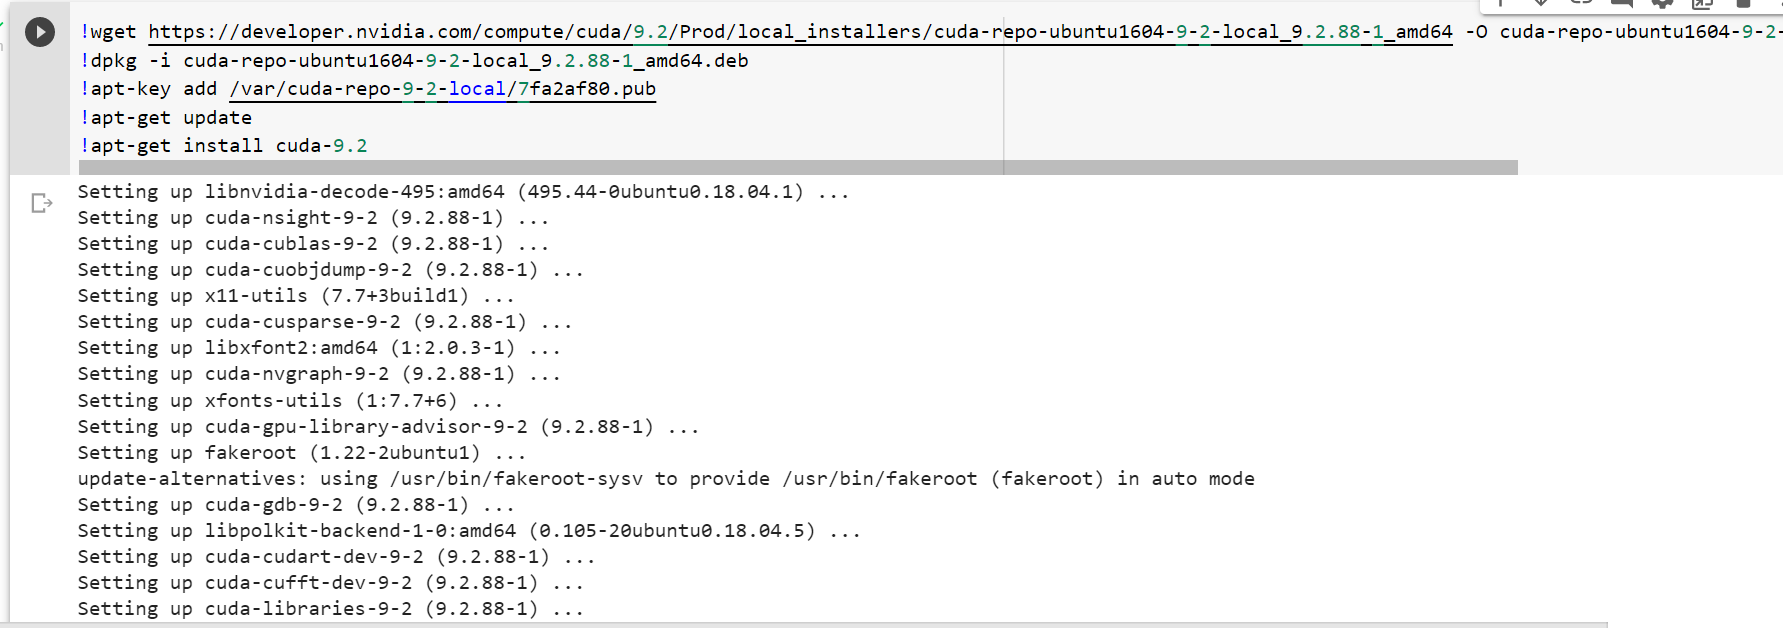 !wget https://developer.nvidia.com/compute/cuda/9.2/Prod/local_installers/cuda-repo-ubuntu1604-9-2-local_9.2.88-1_amd64 -O cuda-repo-ubuntu1604-9-2-
!dpkg -i cuda-repo-ubuntu1604-9-2-local_9.2.88-1_amd64.deb
!apt-key add /var/cuda-repo-9-2-local/7fa2af80.pub
!apt-get update
!apt-get install cuda-9.2
Setting up libnvidia-decode-495:amd64 (495.44-0ubuntu0.18.04.1) ...
Setting up cuda-nsight-9-2 (9.2.88-1) ...
Setting up cuda-cublas-9-2 (9.2.88-1) ...
Setting up cuda-cuobjdump-9-2 (9.2.88-1) ...
Setting up x11-utils (7.7+3build1) ...
Setting up cuda-cusparse-9-2 (9.2.88-1) ...
Setting up libxfont2:amd64 (1:2.0.3-1) ...
Setting up cuda-nvgraph-9-2 (9.2.88-1) ...
Setting up xfonts-utils (1:7.7+6) ...
Setting up cuda-gpu-library-advisor-9-2 (9.2.88-1) ...
Setting up fakeroot (1.22-2ubuntu1) ...
update-alternatives: using /usr/bin/fakeroot-sysv to provide /usr/bin/fakeroot (fakeroot) in auto mode
Setting up cuda-gdb-9-2 (9.2.88-1) ...
Setting up libpolkit-backend-1-0:amd64 (0.105-20ubuntu0.18.04.5) ...
Setting up cuda-cudart-dev-9-2 (9.2.88-1) ...
Setting up cuda-cufft-dev-9-2 (9.2.88-1) ...
Setting up cuda-libraries-9-2 (9.2.88-1) ...